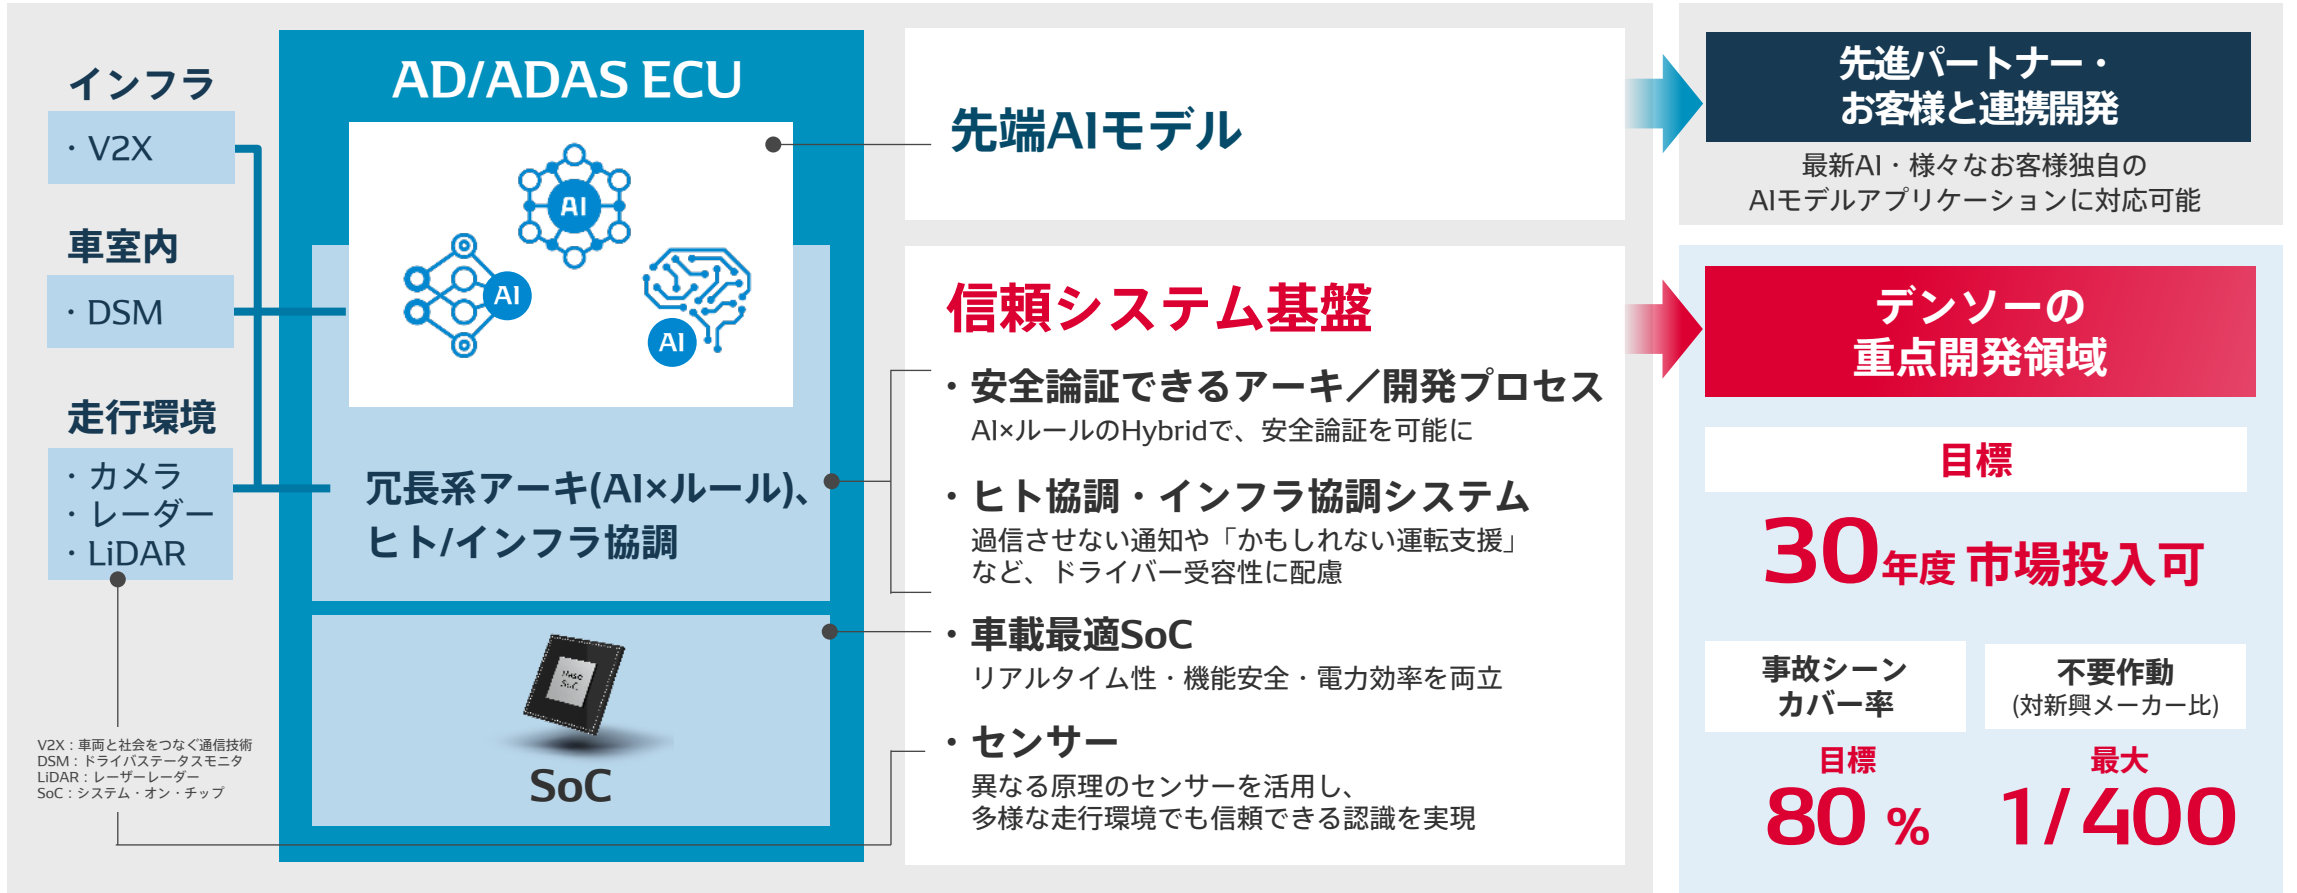 インフラ
・V2X
車室内
・DSM
走行環境
・カメラ
・レーダー
・LiDAR
V2X：車両と社会をつなぐ通信技術
DSM：ドライバステータスモニタ
LiDAR：レーザーレーダー
SoC：システム・オン・チップ
AD/ADAS ECU
AI
AI
AI
冗長系アーキ(AI×ルール)、
ヒト/インフラ協調
SoC
SoC
先端AIモデル
信頼システム基盤
・安全論証できるアーキ／開発プロセス
AI×ルールのHybridで、安全論証を可能に
・ヒト協調・インフラ協調システム
過信させない通知や「かもしれない運転支援」
など、ドライバー受容性に配慮
・車載最適SoC
リアルタイム性・機能安全・電力効率を両立
・センサー
異なる原理のセンサーを活用し、
多様な走行環境でも信頼できる認識を実現
先進パートナー・
お客様と連携開発
最新AI・様々なお客様独自の
AIモデルアプリケーションに対応可能
デンソーの
重点開発領域
目標
30年度 市場投入可
事故シーン
カバー率
目標
80 %
不要作動
(対新興メーカー比)
最大
1/400